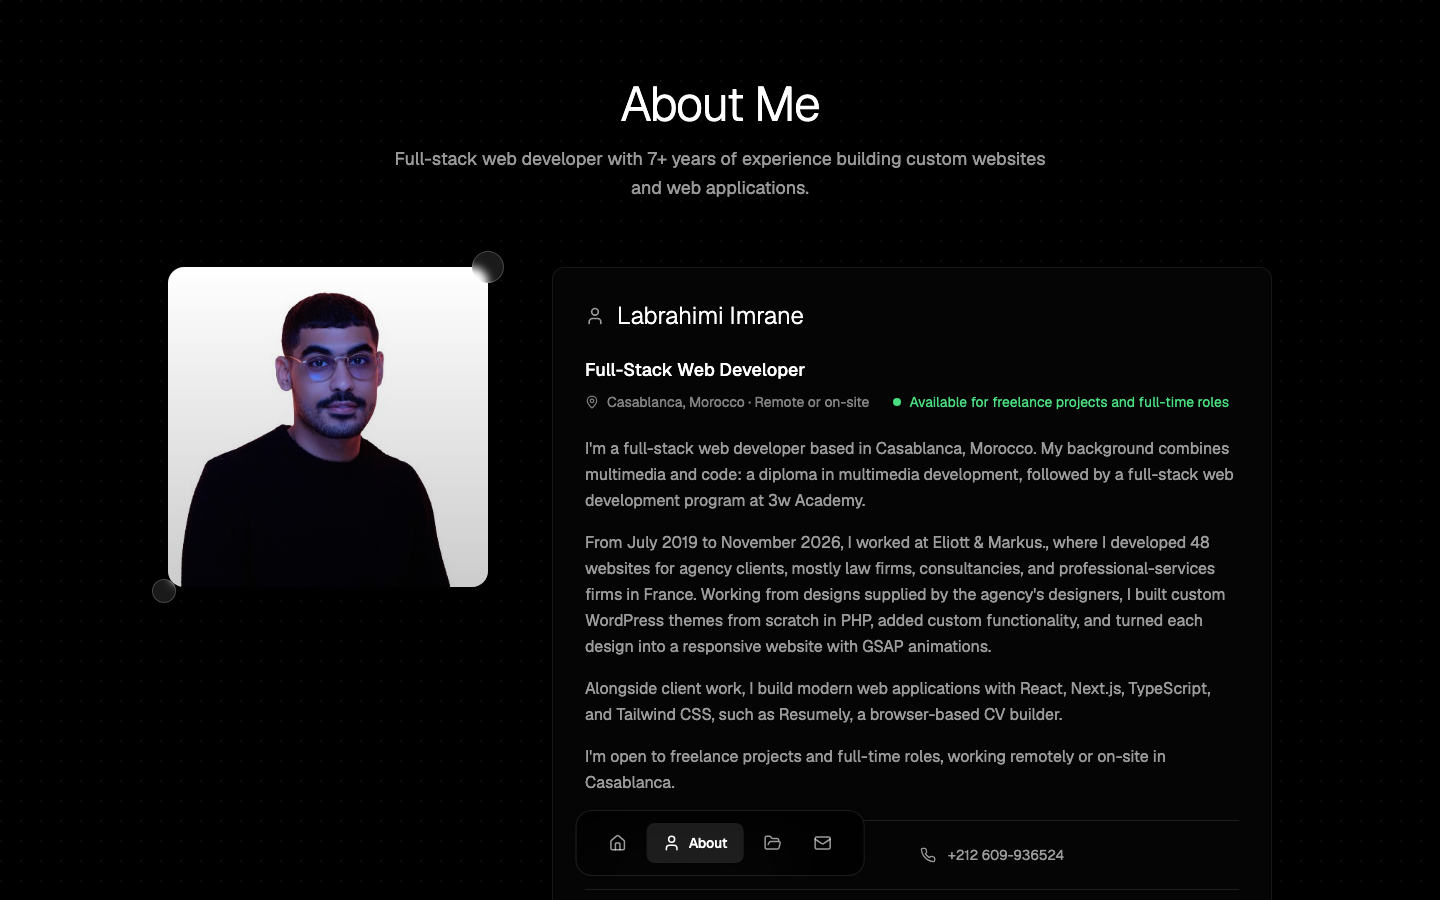 About Me
Full-stack web developer with 7+ years of experience building custom websites
and web applications.
Labrahimi Imrane
Full-Stack Web Developer
Casablanca, Morocco · Remote or on-site
Available for freelance projects and full-time roles
I'm a full-stack web developer based in Casablanca, Morocco. My background combines
multimedia and code: a diploma in multimedia development, followed by a full-stack web
development program at 3w Academy.
From July 2019 to November 2026, I worked at Eliott & Markus., where I developed 48
websites for agency clients, mostly law firms, consultancies, and professional-services
firms in France. Working from designs supplied by the agency's designers, I built custom
WordPress themes from scratch in PHP, added custom functionality, and turned each
design into a responsive website with GSAP animations.
Alongside client work, I build modern web applications with React, Next.js, TypeScript,
and Tailwind CSS, such as Resumely, a browser-based CV builder.
I'm open to freelance projects and full-time roles, working remotely or on-site in
Casablanca.
About
+212 609-936524